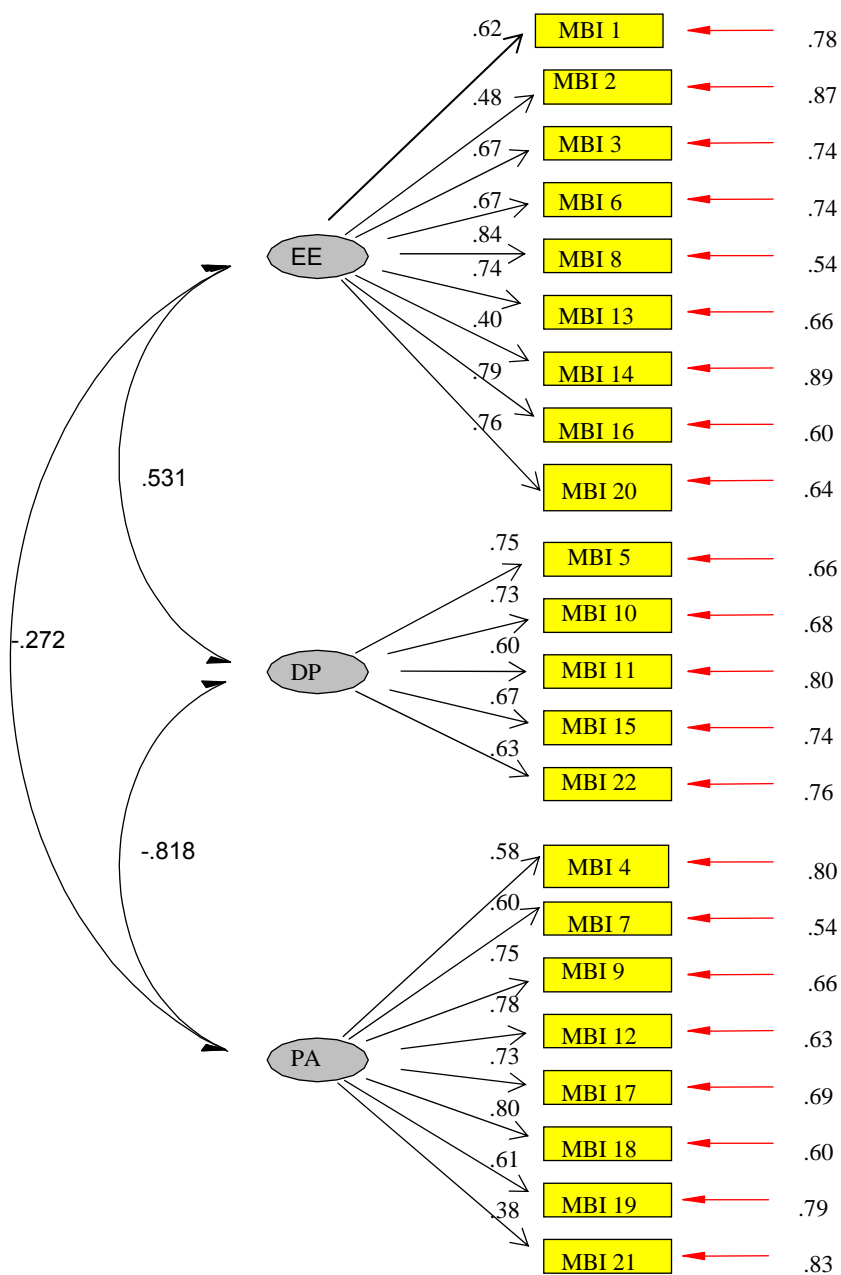 .62 MBI 1 .78
.48 MBI 2 .87
.67 MBI 3 .74
.67 MBI 6 .74
.84 MBI 8 .54
EE
.74 MBI 13 .66
.40 MBI 14 .89
.79 MBI 16 .60
.76 MBI 20 .64
.531
.75 MBI 5 .66
.73 MBI 10 .68
-.272
.60 MBI 11 .80
DP
.67 MBI 15 .74
.63 MBI 22 .76
-.818
.58 MBI 4 .80
.60 MBI 7 .54
.75 MBI 9 .66
.78 MBI 12 .63
PA
.73 MBI 17 .69
.80 MBI 18 .60
.61 MBI 19 .79
.38 MBI 21 .83